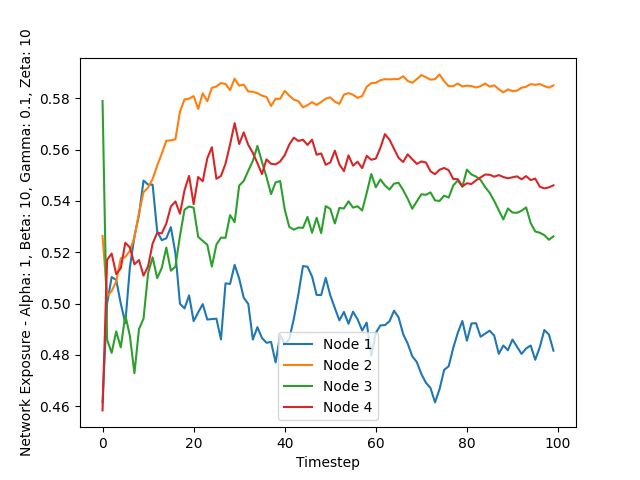 Network Exposure - Alpha: 1, Beta: 10, Gamma: 0.1, Zeta: 10
0.58
0.56
0.54
0.52
0.50
0.48
0.46
Node 1
Node 2
Node 3
Node 4
0 20 40 60 80 100
Timestep